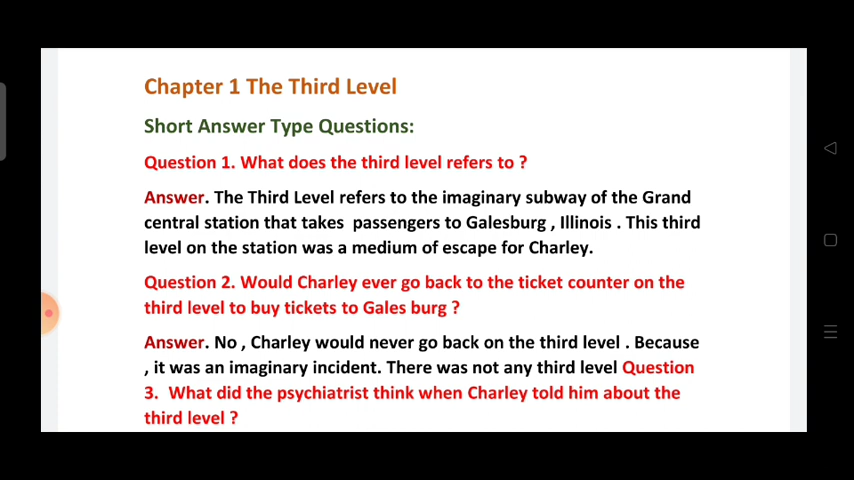 Chapter 1 The Third Level
Short Answer Type Questions:
Question 1. What does the third level refers to ?
Answer. The Third Level refers to the imaginary subway of the Grand
central station that takes passengers to Galesburg , Illinois . This third
level on the station was a medium of escape for Charley.
Question 2. Would Charley ever go back to the ticket counter on the
third level to buy tickets to Gales burg ?
Answer. No , Charley would never go back on the third level . Because
, it was an imaginary incident. There was not any third level Question
3. What did the psychiatrist think when Charley told him about the
third level ?